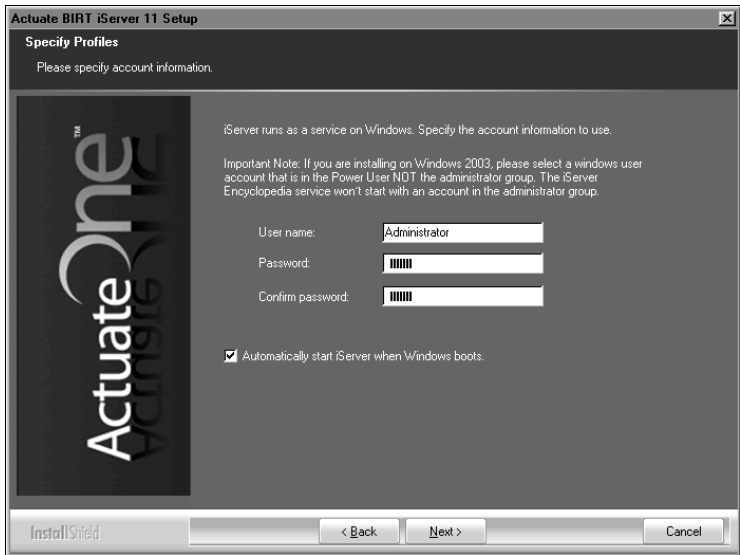 Actuate BIRT iServer 11 Setup
Specify Profiles
Please specify account information.
ActuateOne™
iServer runs as a service on Windows. Specify the account information to use.
Important Note: If you are installing on Windows 2003, please select a windows user
account that is in the Power User NOT the administrator group. The iServer
Encyclopedia service won't start with an account in the administrator group.
User name:
Administrator
Password:
Confirm password:
Automatically start iServer when Windows boots.
InstallShield
< Back
Next >
Cancel